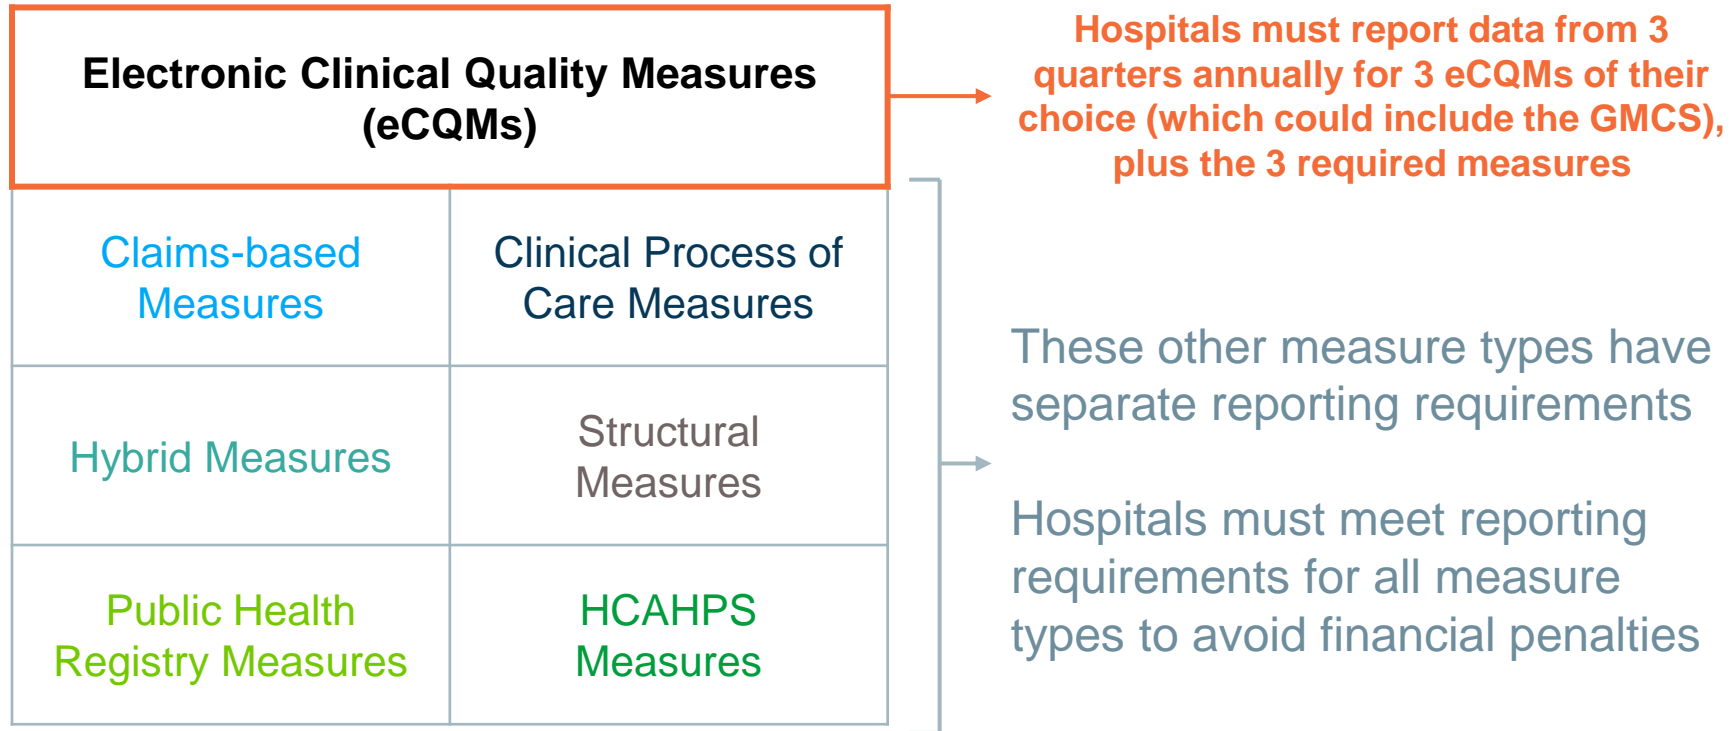 Electronic Clinical Quality Measures
(eCQMs)
Hospitals must report data from 3
quarters annually for 3 eCQMs of their
choice (which could include the GMCS),
plus the 3 required measures
Claims-based
Measures
Clinical Process of
Care Measures
Hybrid Measures
Structural
Measures
Public Health
Registry Measures
HCAHPS
Measures
These other measure types have
separate reporting requirements
Hospitals must meet reporting
requirements for all measure
types to avoid financial penalties